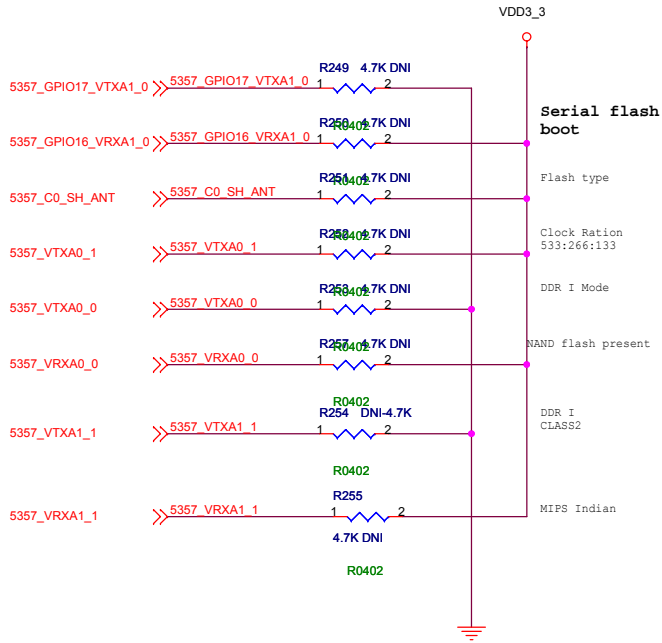 VDD3_3
R249 4.7K DNI
5357_GPIO17_VTXA1_0 5357_GPIO17_VTXA1_0 1 2
Serial flash
boot
R0402
R250 4.7K DNI
5357_GPIO16_VRXA1_0 5357_GPIO16_VRXA1_0 1 2
Flash type
R0402
R251 4.7K DNI
5357_C0_SH_ANT 5357_C0_SH_ANT 1 2
Clock Ration
533:266:133
R0402
R252 4.7K DNI
5357_VTXA0_1 5357_VTXA0_1 1 2
DDR I Mode
R0402
R253 4.7K DNI
5357_VTXA0_0 5357_VTXA0_0 1 2
NAND flash present
R0402
R257 4.7K DNI
5357_VRXA0_0 5357_VRXA0_0 1 2
R0402
R254 DNI-4.7K
DDR I
CLASS2
5357_VTXA1_1 5357_VTXA1_1 1 2
R0402
R255
5357_VRXA1_1 5357_VRXA1_1 1 2
MIPS Indian
4.7K DNI
R0402